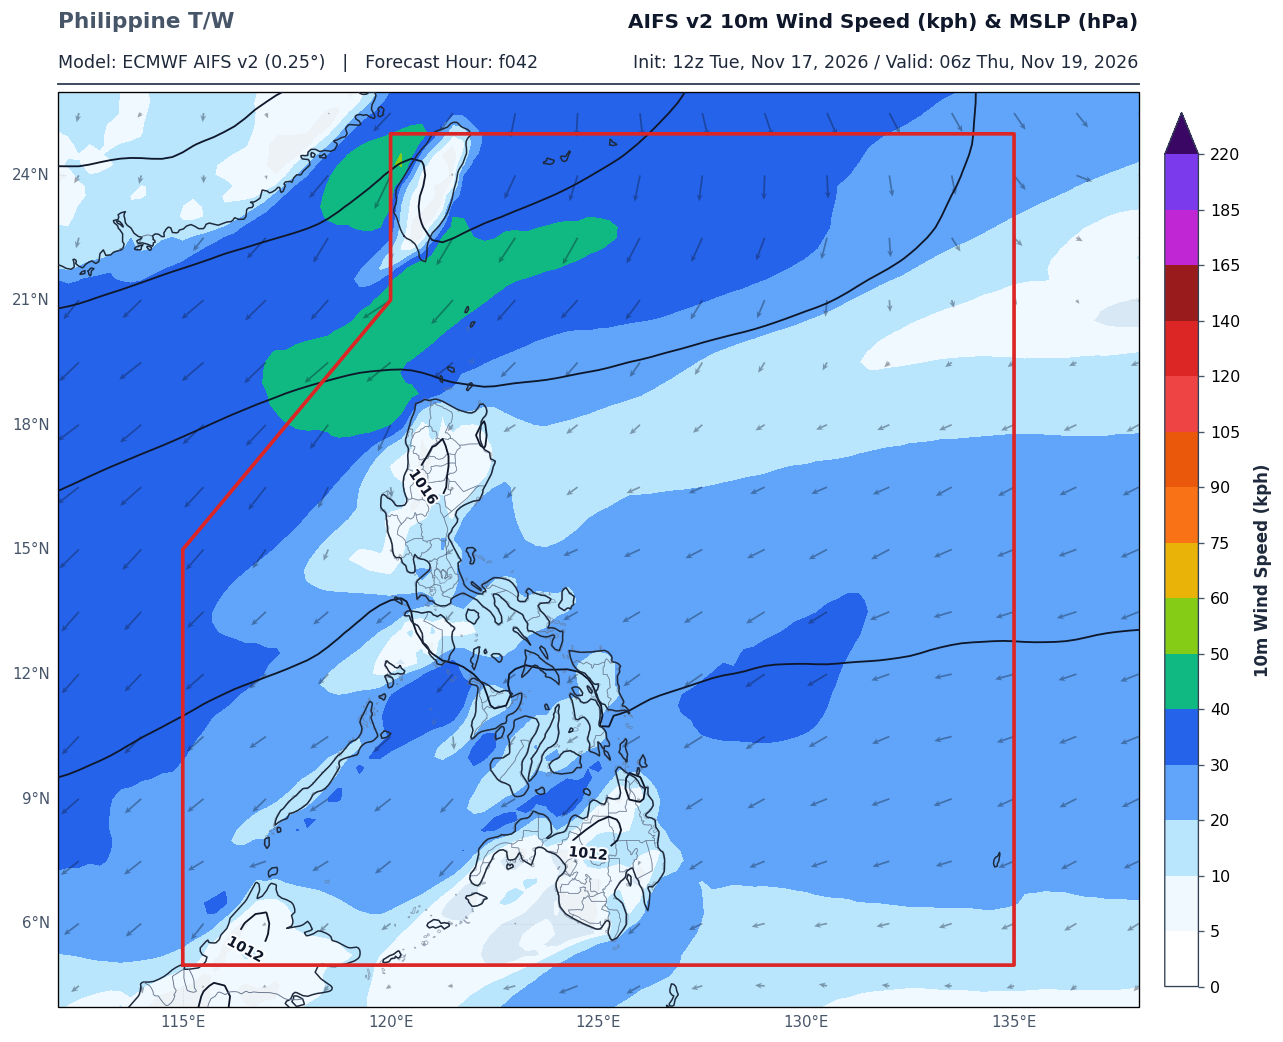 Philippine T/W
AIFS v2 10m Wind Speed (kph) & MSLP (hPa)
Model: ECMWF AIFS v2 (0.25°) | Forecast Hour: f042
Init: 12z Tue, Nov 17, 2026 / Valid: 06z Thu, Nov 19, 2026
24°N
21°N
18°N
15°N
12°N
9°N
6°N
1016
1012
1012
115°E
120°E
125°E
130°E
135°E
220
185
165
140
120
105
90
75
60
50
40
30
20
10
5
0
10m Wind Speed (kph)